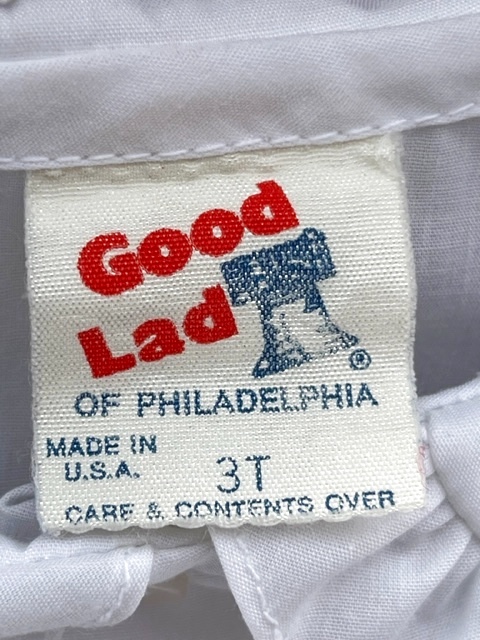 Good
Lad
®
OF PHILADELPHIA
MADE IN
U.S.A.
3T
CARE & CONTENTS OVER